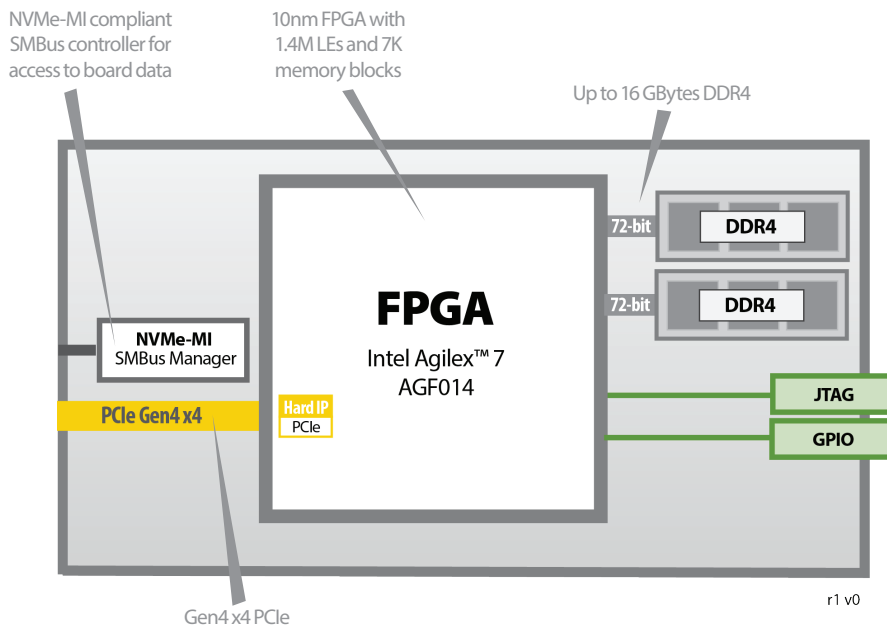 NVMe-MI compliant
SMBus controller for
access to board data
10nm FPGA with
1.4M LEs and 7K
memory blocks
Up to 16 GBytes DDR4
72-bit
DDR4
72-bit
DDR4
FPGA
Intel Agilex™ 7
AGF014
NVMe-MI
SMBus Manager
PCIe Gen4 x4
Hard IP
PCIe
JTAG
GPIO
r1 v0
Gen4 x4 PCIe